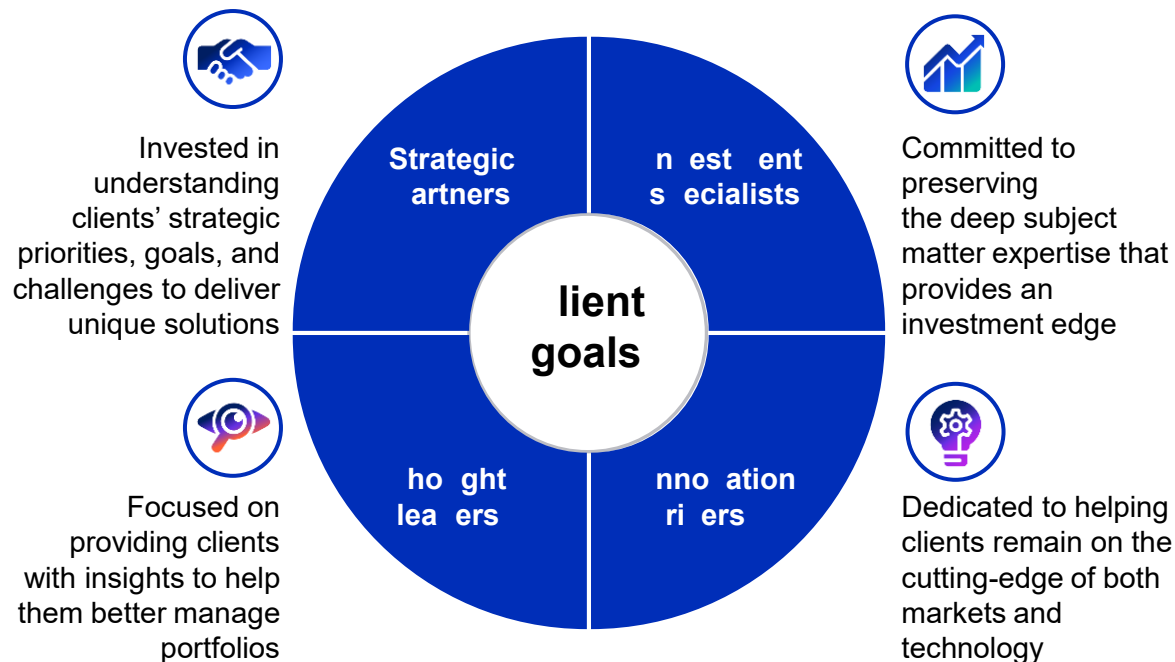 Invested in
understanding
clients’ strategic
priorities, goals, and
challenges to deliver
unique solutions
Strategic
artners
n est ent
s ecialists
Committed to
preserving
the deep subject
matter expertise that
provides an
investment edge
lient
goals
Focused on
providing clients
with insights to help
them better manage
portfolios
ho ght
lea ers
nno ation
ri ers
Dedicated to helping
clients remain on the
cutting-edge of both
markets and
technology